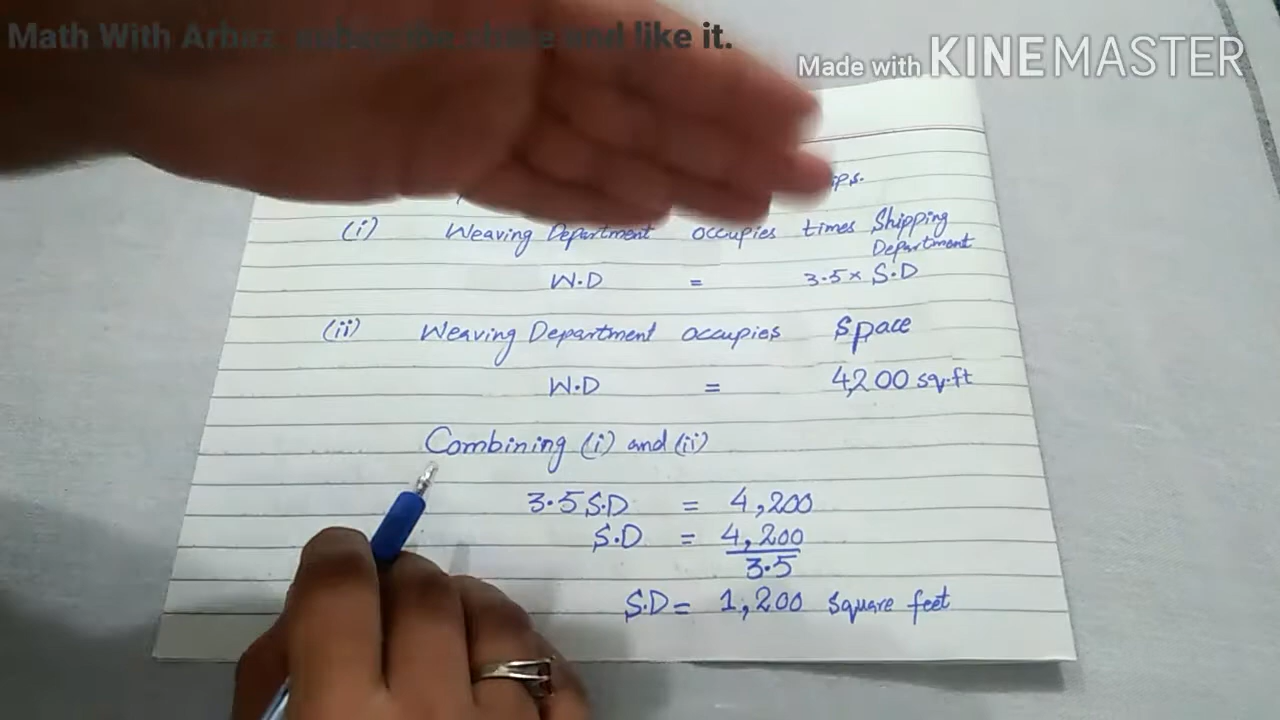 Math With Arbaz subscribe share and like it.
Made with KINEMASTER
(i) Weaving Department occupies times Shipping
Department
W.D = 3.5× S.D
(ii) Weaving Department occupies Space
W.D = 4,200 sq.ft
Combining (i) and (ii)
3.5 S.D = 4,200
S.D = 4,200
3.5
S.D = 1,200 square feet